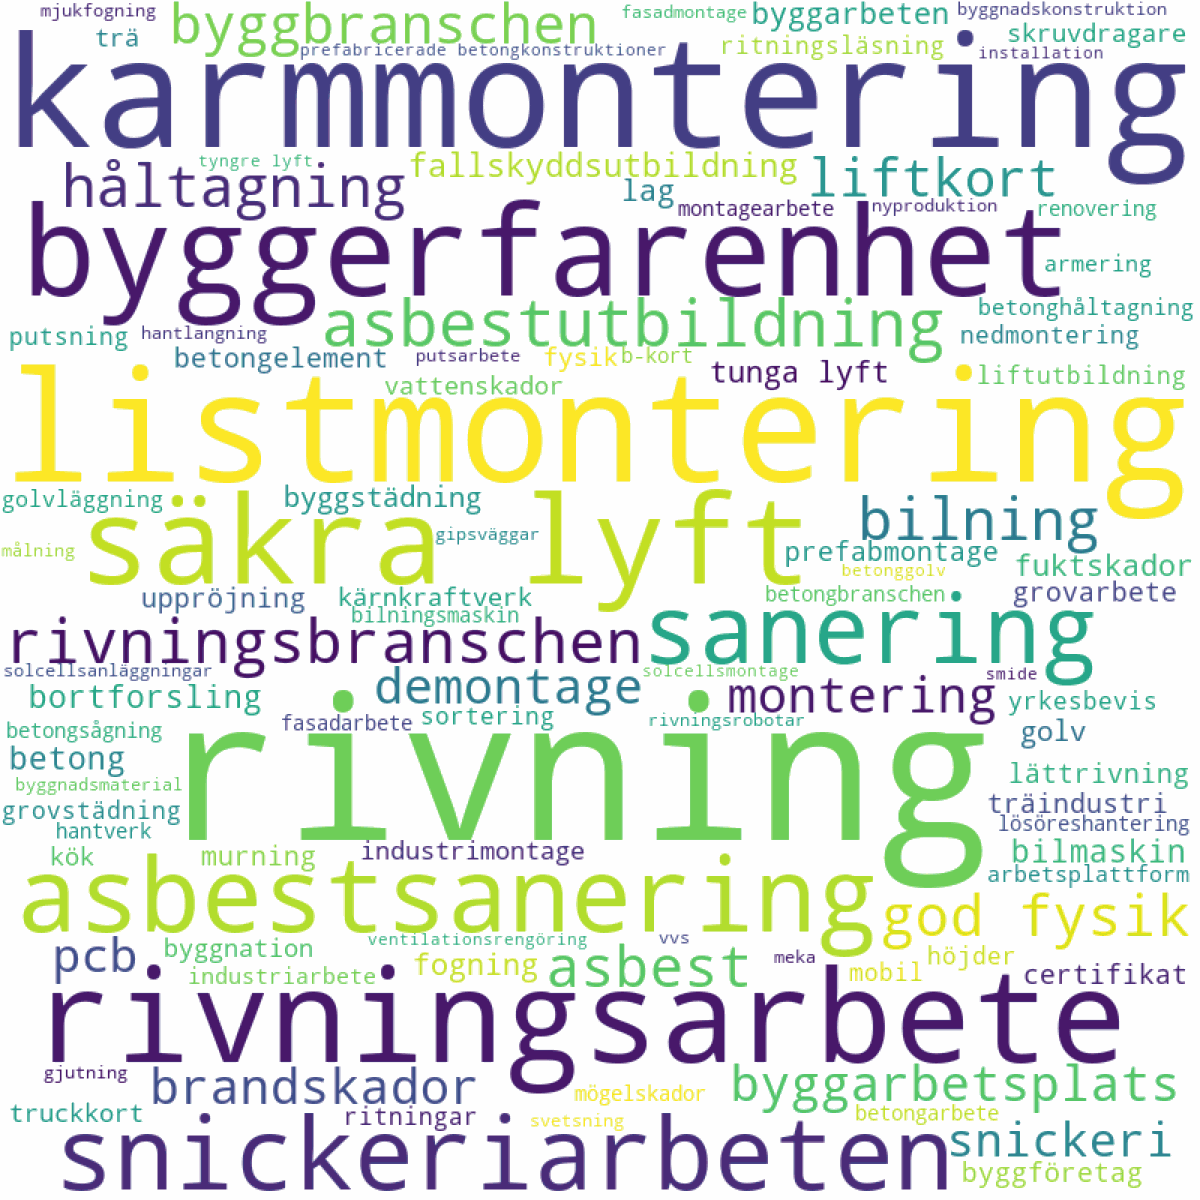 mjukfogning byggbranschen fasadmontage byggarbeten byggnadskonstruktion
trä prefabricerade betongkonstruktioner ritningsläsning skruvdragare
installation
karmmontering
tyngre lyft fallskyddsutbildning liftkort
håltagning lag montagearbete nyproduktion renovering
byggerfarenhet
armering
asbestutbildning betonghåltagning
putsning hantlangning nedmontering
betongelement putsarbete fysik b-kort tunga lyft liftutbildning
vattenskador
listmontering
golvläggning byggstädning
säkra lyft bilning
målning gipsväggar prefabmontage fuktskador
betonggolv
uppröjning kärnkraftverk betongbranschen grovarbete
bilningsmaskin
rivningsbranschen sanering
solcellsanläggningar solcellsmontage smide
bortforsling demontage montering yrkesbevis
betongsågning fasadarbete sortering rivningsrobotar golv
rivning
betong lättrivning
byggnadsmaterial
grovstädning träindustri
hantverk lösöreshantering
kök murning industrimontage bilmaskin
arbetsplattform
asbestsanering god fysik
pcb byggnation ventilationsrengöring vvs meka höjder
industriarbete fogning asbest mobil certifikat
rivningsarbete
gjutning brandskador mögelskador byggarbetsplats
truckkort ritningar svetsning betongarbete
snickeriarbeten snickeri
byggföretag